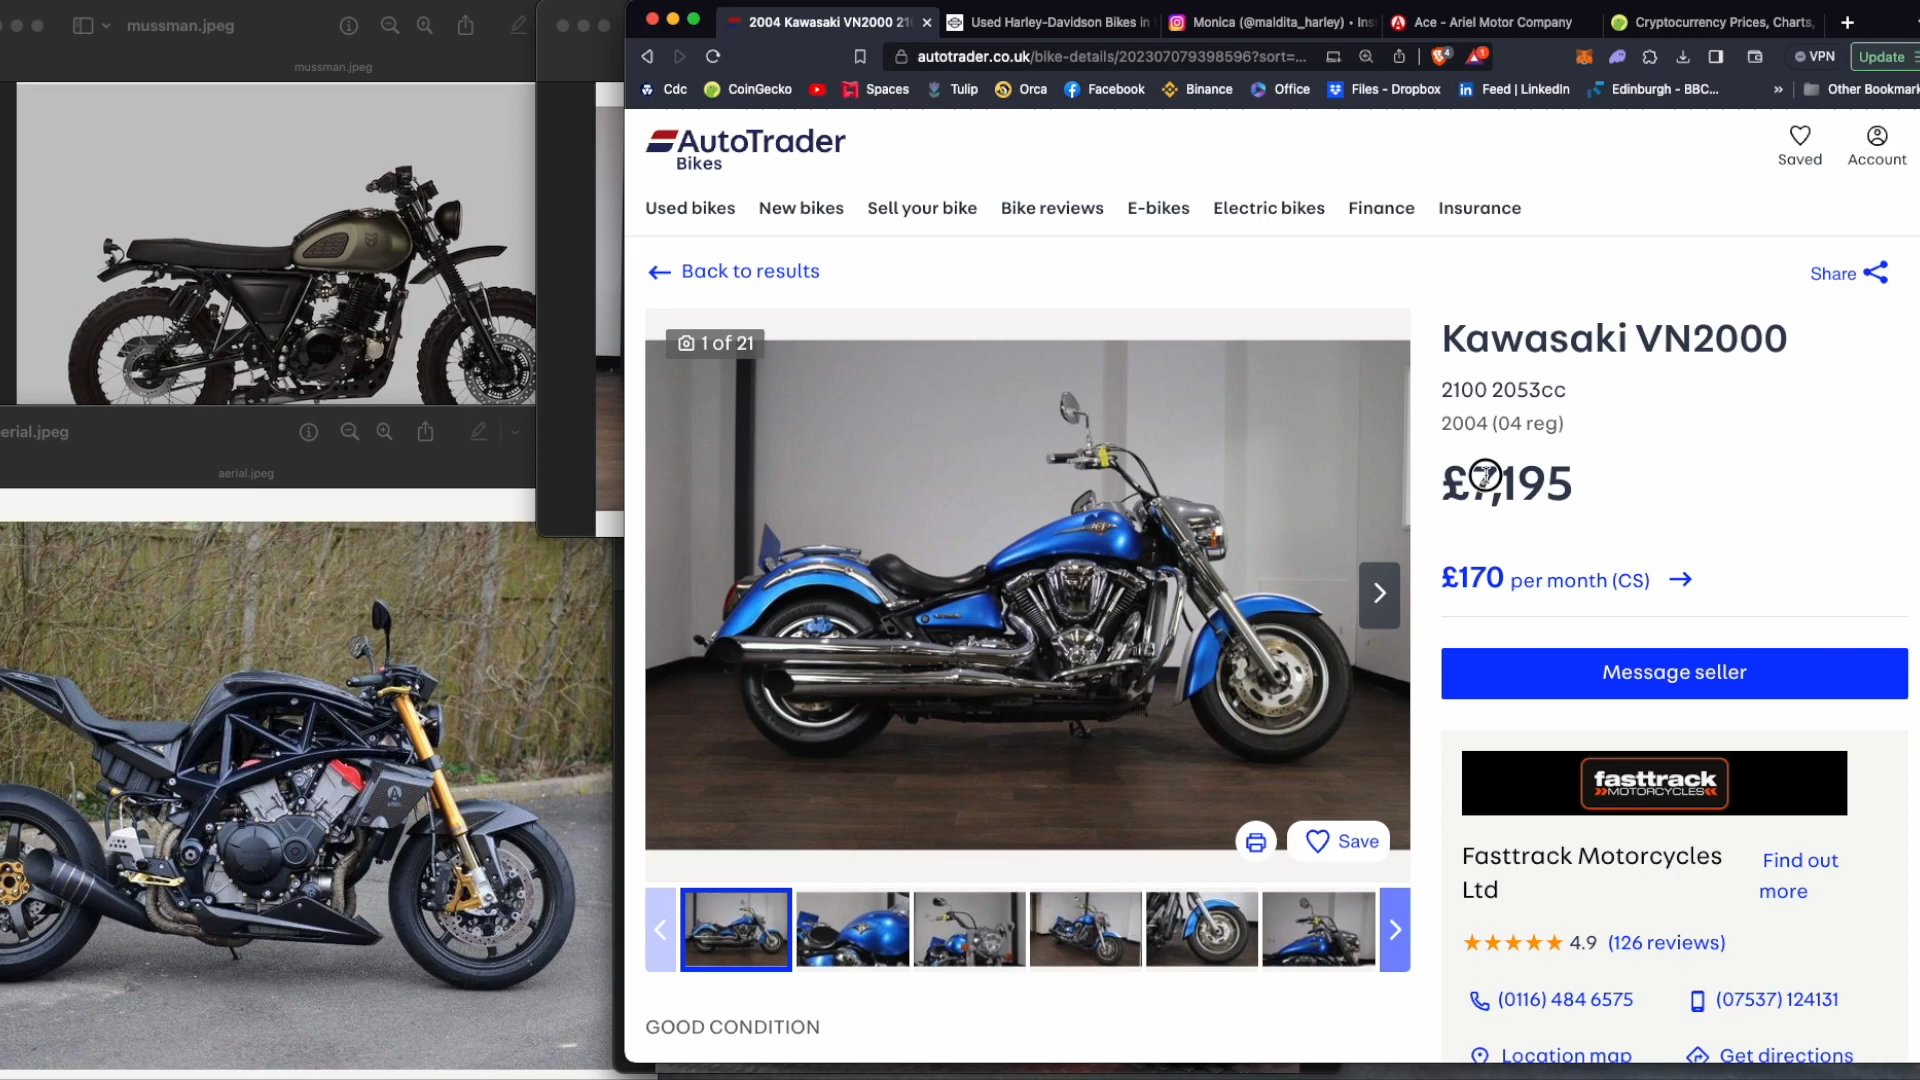 mussman.jpeg
mussman.jpeg
erial.jpeg
aerial.jpeg
2004 Kawasaki VN2000 21
Used Harley-Davidson Bikes in
Monica (@maldita_harley) • Ins
Ace - Ariel Motor Company
Cryptocurrency Prices, Charts,
autotrader.co.uk/bike-details/202307079398596?sort=...
4
1
VPN
Update
Cdc
CoinGecko
Spaces
Tulip
Orca
Facebook
Binance
Office
Files - Dropbox
Feed | LinkedIn
Edinburgh - BBC...
»
Other Bookmark
AutoTrader
Bikes
Saved
Account
Used bikes
New bikes
Sell your bike
Bike reviews
E-bikes
Electric bikes
Finance
Insurance
Back to results
Share
1 of 21
Kawasaki VN2000
2100 2053cc
2004 (04 reg)
£7,195
£170 per month (CS)
Message seller
fasttrack
MOTORCYCLES
Fasttrack Motorcycles
Ltd
Find out
more
4.9 (126 reviews)
(0116) 484 6575
(07537) 124131
Location map
Get directions
Save
GOOD CONDITION